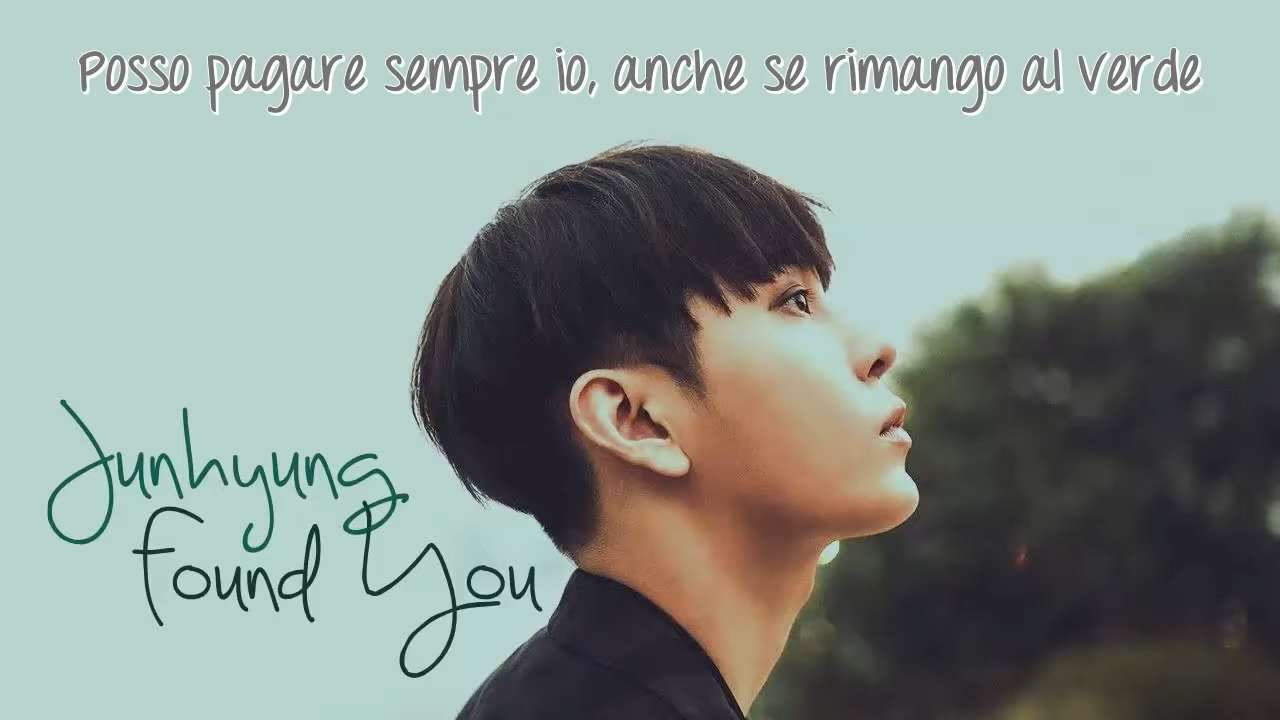 Posso pagare sempre io, anche se rimango al verde
Junhyung
Found You